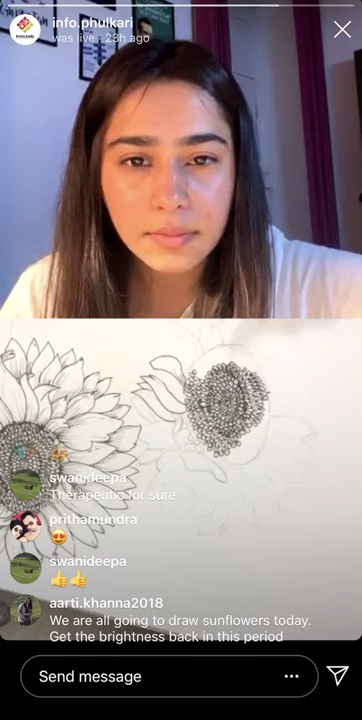 info.phulkari
was live · 23h ago
PHULKARI
swanideepa
Therapeutic for sure
prithamundra
😍
swanideepa
👍👍
aarti.khanna2018
We are all going to draw sunflowers today.
Get the brightness back in this period
Send message